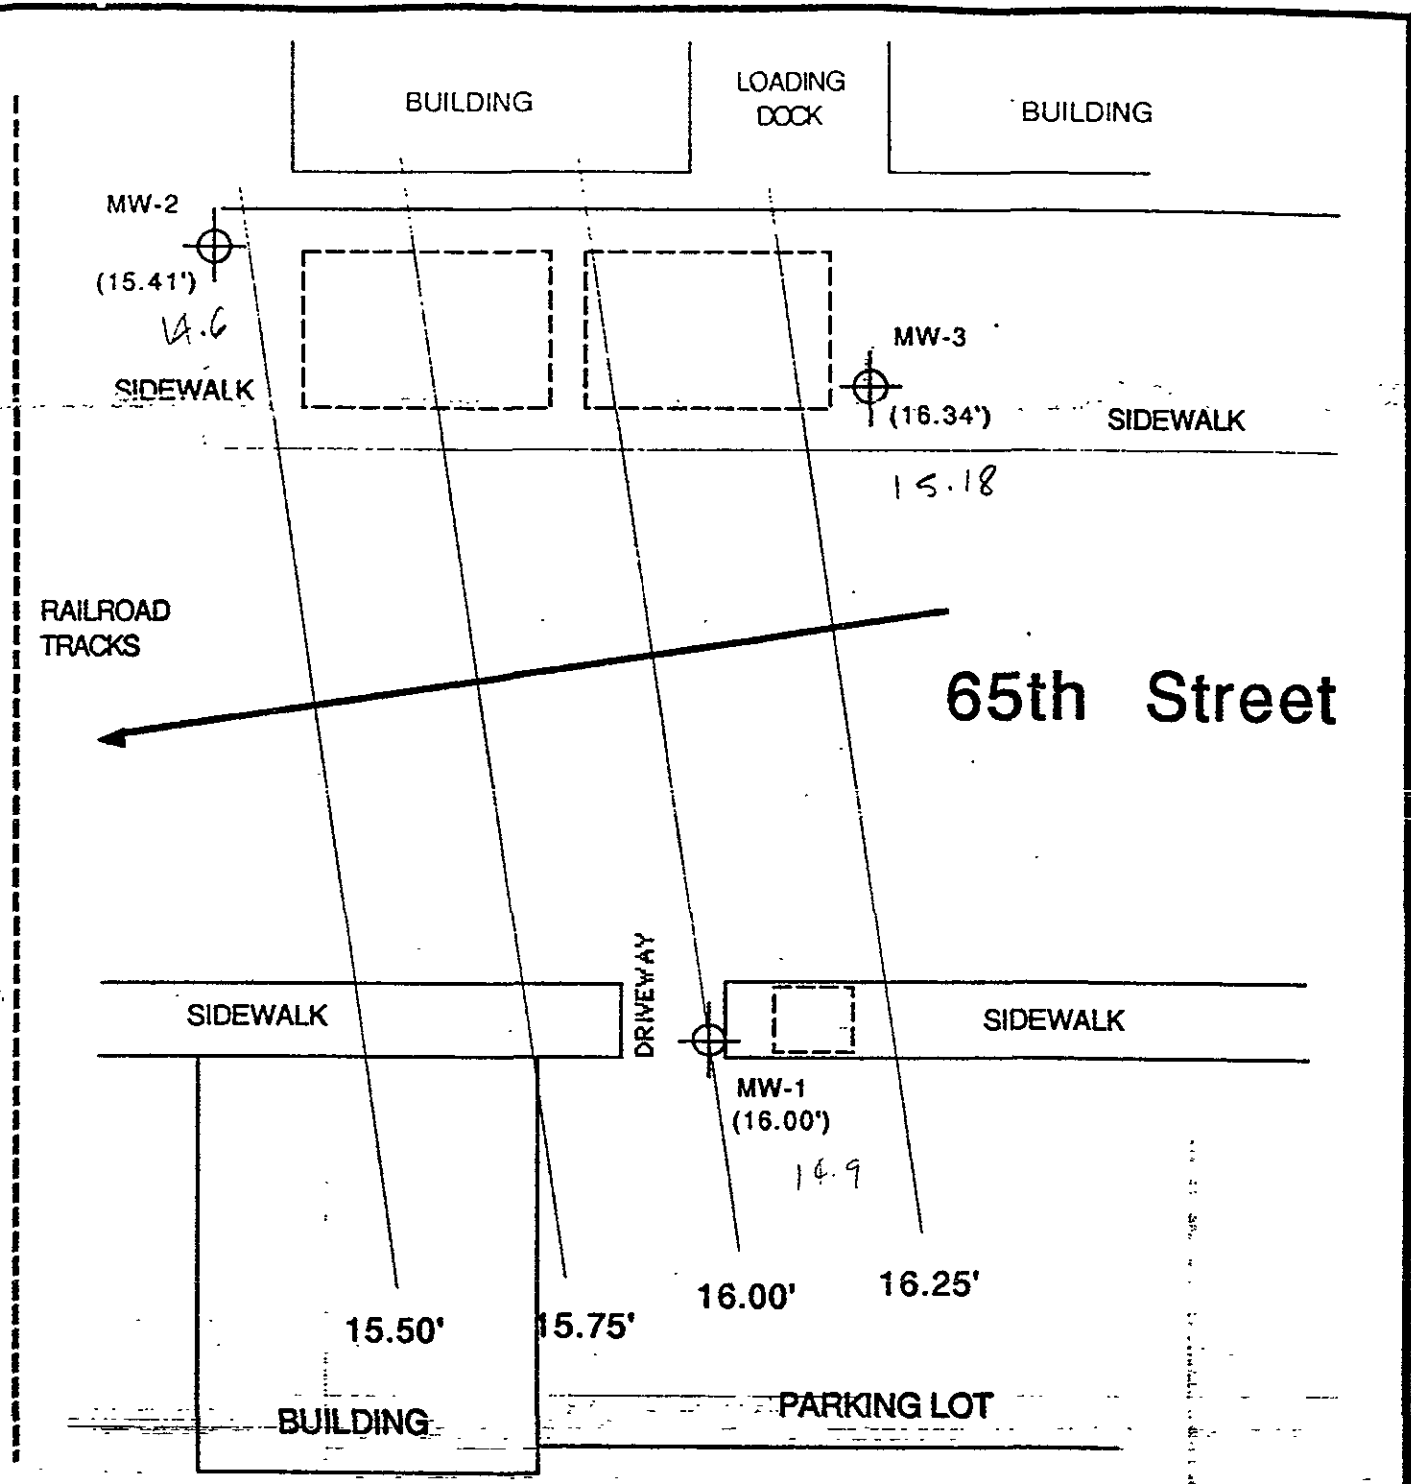 BUILDING
LOADING
DOCK
BUILDING
MW-2
(15.41')
14.6
SIDEWALK
MW-3
(16.34')
SIDEWALK
15.18
RAILROAD
TRACKS
65th Street
SIDEWALK
DRIVEWAY
SIDEWALK
MW-1
(16.00')
14.9
15.50'
15.75'
16.00'
16.25'
BUILDING
PARKING LOT